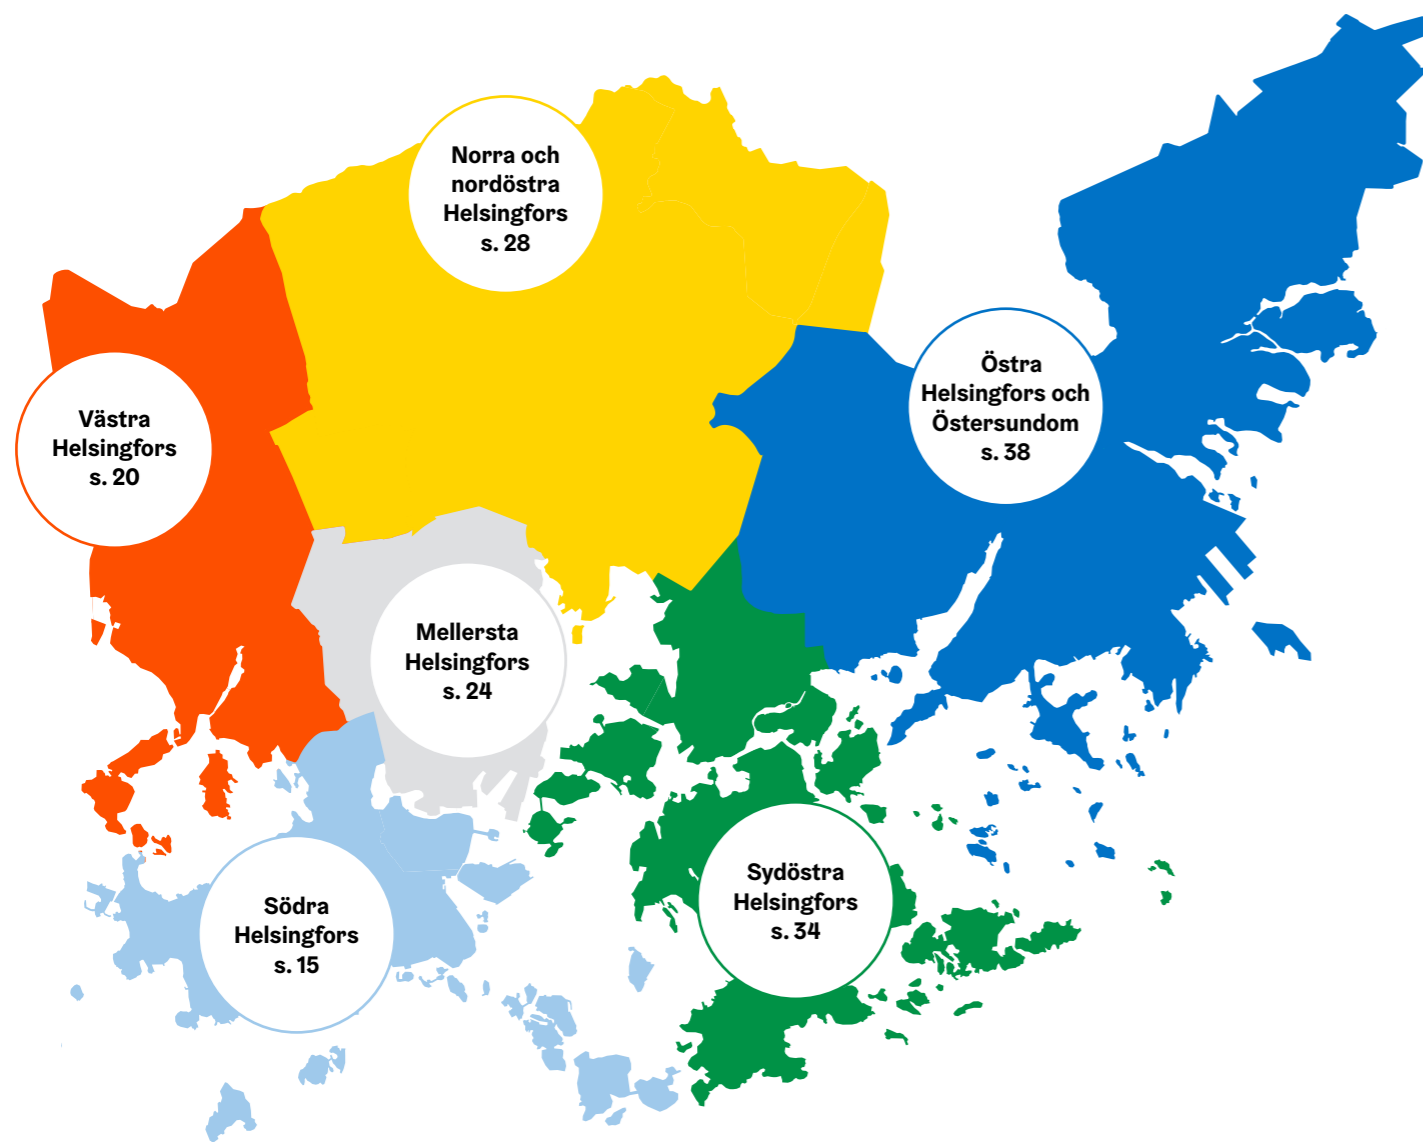 Norra och
nordöstra
Helsingfors
s. 28
Östra
Helsingfors och
Östersundom
s. 38
Västra
Helsingfors
s. 20
Mellersta
Helsingfors
s. 24
Sydöstra
Helsingfors
s. 34
Södra
Helsingfors
s. 15